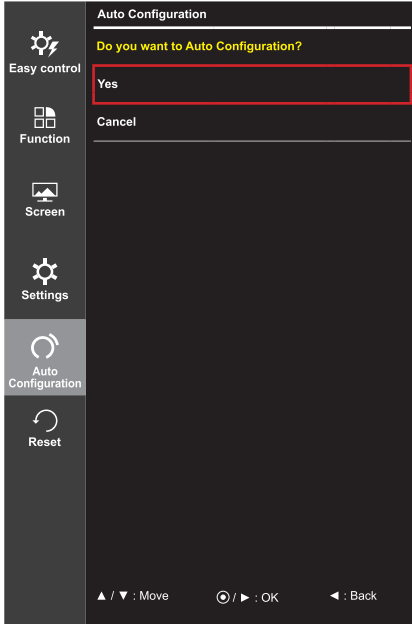 Auto Configuration
Do you want to Auto Configuration?
Yes
Cancel
Easy control
Function
Screen
Settings
Auto
Configuration
Reset
▲ / ▼ : Move
⦿ / ► : OK
◄ : Back